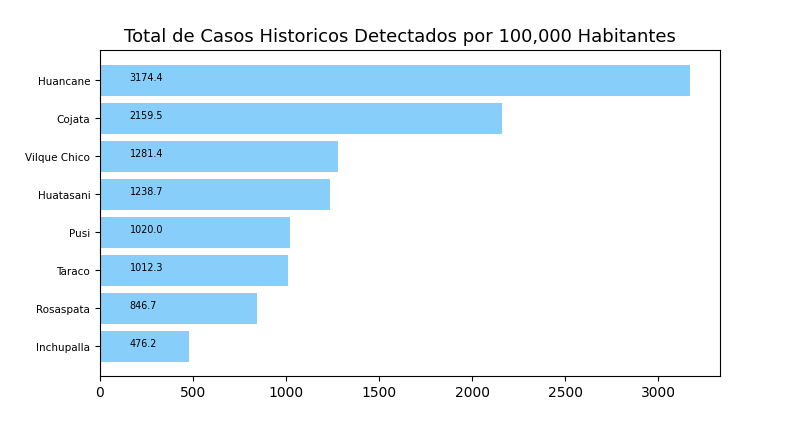 Total de Casos Historicos Detectados por 100,000 Habitantes
Huancane 3174.4
Cojata 2159.5
Vilque Chico 1281.4
Huatasani 1238.7
Pusi 1020.0
Taraco 1012.3
Rosaspata 846.7
Inchupalla 476.2
0 500 1000 1500 2000 2500 3000